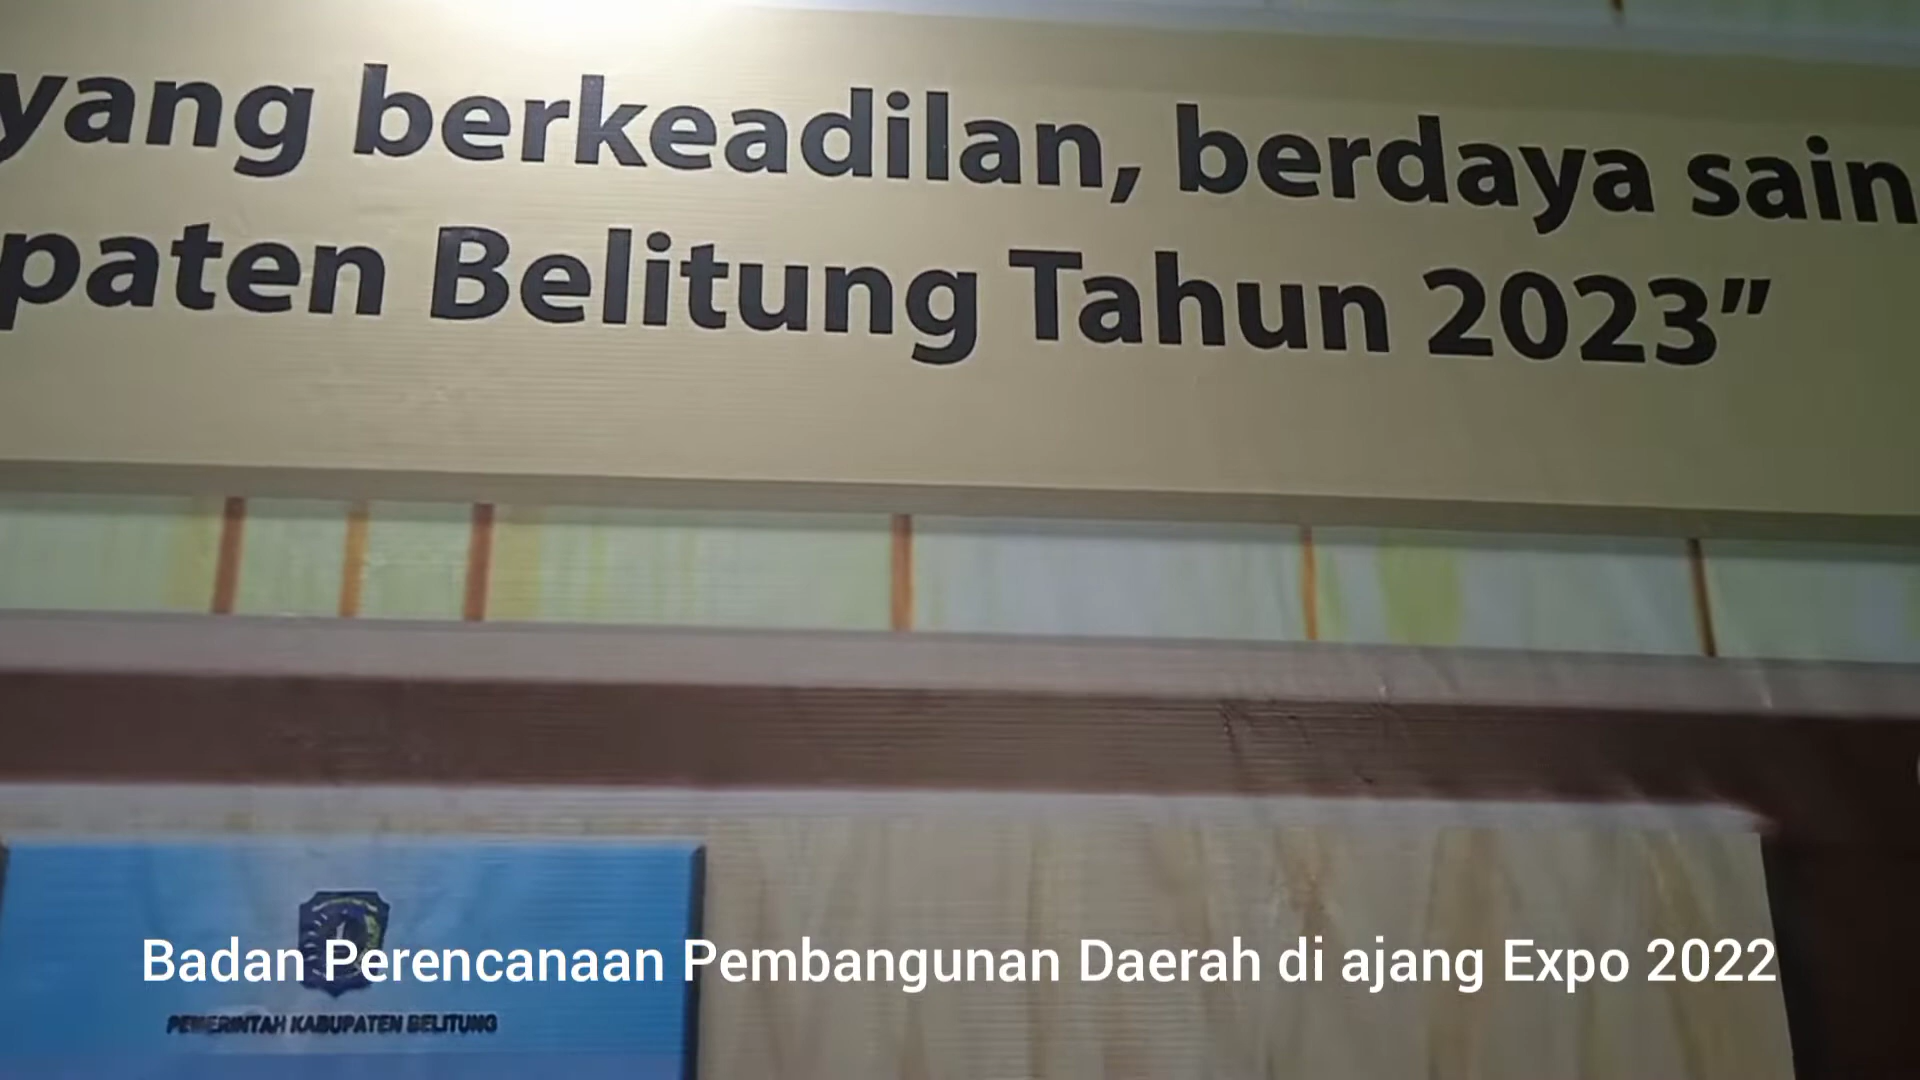 yang berkeadilan, berdaya sain
paten Belitung Tahun 2023"
Badan Perencanaan Pembangunan Daerah di ajang Expo 2022
PEMERINTAH KABUPATEN BELITUNG